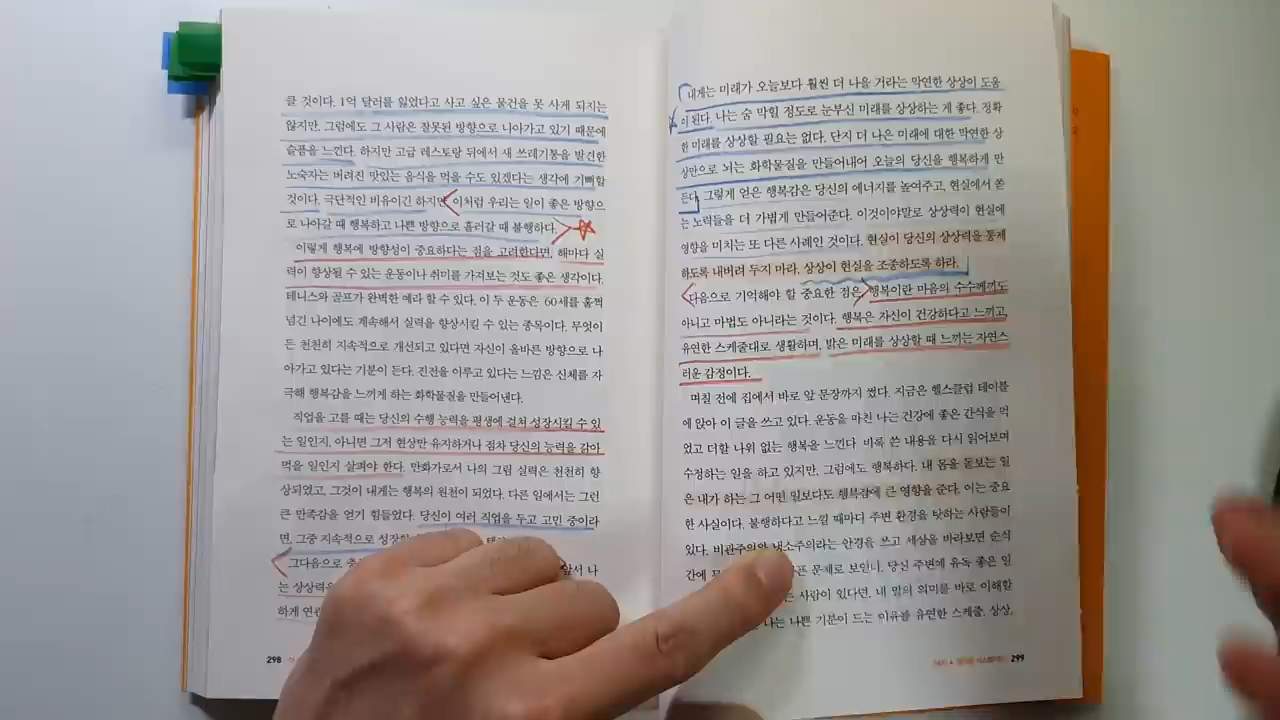 클 것이다. 1억 달러를 잃었다고 사고 싶은 물건을 못 사게 되지는
않지만, 그럼에도 그 사람은 잘못된 방향으로 나아가고 있기 때문에
슬픔을 느낀다. 하지만 고급 레스토랑 뒤에서 새 쓰레기통을 발견한
노숙자는 버려진 맛있는 음식을 먹을 수도 있겠다는 생각에 기뻐할
것이다. 극단적인 비유이긴 하지만 이처럼 우리는 일이 좋은 방향으
로 나아갈 때 행복하고 나쁜 방향으로 흘러갈 때 불행하다.
이렇게 행복에 방향성이 중요하다는 점을 고려한다면, 해마다 실
력이 향상될 수 있는 운동이나 취미를 가져보는 것도 좋은 생각이다.
테니스와 골프가 완벽한 예라 할 수 있다. 이 두 운동은 60세를 훌쩍
넘긴 나이에도 계속해서 실력을 향상시킬 수 있는 종목이다. 무엇이
든 천천히 지속적으로 개선되고 있다면 자신이 올바른 방향으로 나
아가고 있다는 기분이 든다. 진전을 이루고 있다는 느낌은 신체를 자
극해 행복감을 느끼게 하는 화학물질을 만들어낸다.
직업을 고를 때는 당신의 수행 능력을 평생에 걸쳐 성장시킬 수 있
는 일인지, 아니면 그저 현상만 유지하거나 점차 당신의 능력을 갉아
먹을 일인지 살펴야 한다. 만화가로서 나의 그림 실력은 천천히 향
상되었고, 그것이 내게는 행복의 원천이 되었다. 다른 일에서는 그런
큰 만족감을 얻기 힘들었다. 당신이 여러 직업을 두고 고민 중이라
면, 그중 지속적으로 성장할
그다음으로 앞서 나
는 상상력을
하게 연관
298
내게는 미래가 오늘보다 훨씬 더 나을 거라는 막연한 상상이 도움
이 된다. 나는 숨 막힐 정도로 눈부신 미래를 상상하는 게 좋다. 정확
한 미래를 상상할 필요는 없다. 단지 더 나은 미래에 대한 막연한 상
상만으로 뇌는 화학물질을 만들어내어 오늘의 당신을 행복하게 만
든다. 그렇게 얻은 행복감은 당신의 에너지를 높여주고, 현실에서 쏟
는 노력들을 더 가볍게 만들어준다. 이것이야말로 상상력이 현실에
영향을 미치는 또 다른 사례인 것이다. 현실이 당신의 상상력을 통제
하도록 내버려 두지 마라. 상상이 현실을 조종하도록 하라.
다음으로 기억해야 할 중요한 점은, 행복이란 마음의 수수께끼도
아니고 마법도 아니라는 것이다. 행복은 자신이 건강하다고 느끼고,
유연한 스케줄대로 생활하며, 밝은 미래를 상상할 때 느끼는 자연스
러운 감정이다.
며칠 전에 집에서 바로 앞 문장까지 썼다. 지금은 헬스클럽 테이블
에 앉아 이 글을 쓰고 있다. 운동을 마친 나는 건강에 좋은 간식을 먹
었고 더할 나위 없는 행복을 느낀다. 비록 쓴 내용을 다시 읽어보며
수정하는 일을 하고 있지만, 그럼에도 행복하다. 내 몸을 돌보는 일
은 내가 하는 그 어떤 일보다도 행복감에 큰 영향을 준다. 이는 중요
한 사실이다. 불행하다고 느낄 때마다 주변 환경을 탓하는 사람들이
있다. 비관주의와 냉소주의라는 안경을 쓰고 세상을 바라보면 순식
간에 문제로 보인다. 당신 주변에 유독 좋은 일
사람이 있다면, 내 말의 의미를 바로 이해할
나는 나쁜 기분이 드는 이유를 유연한 스케줄, 상상,
299